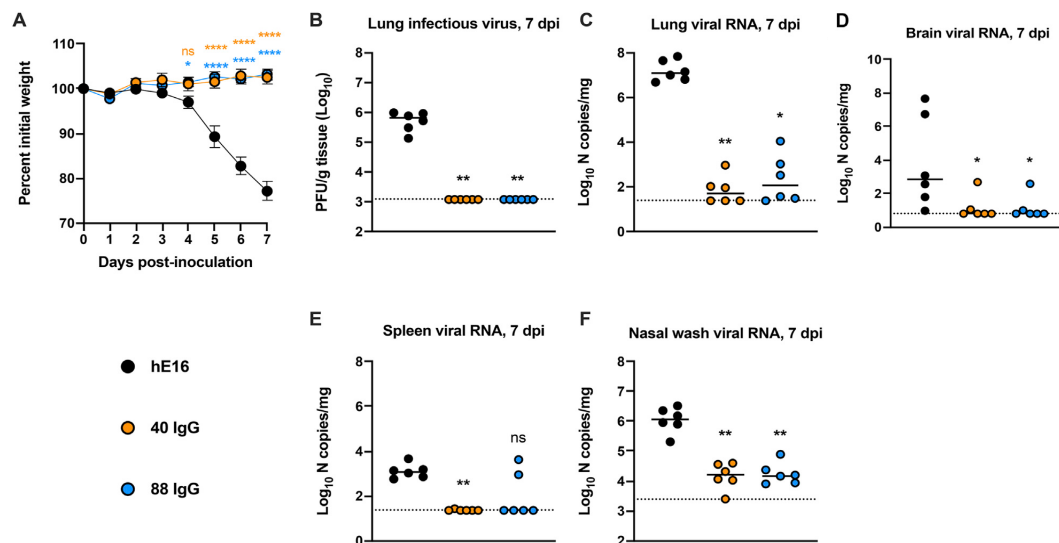 A
Percent initial weight
110
100
90
80
70
ns
****
****
****
*
****
****
****
0 1 2 3 4 5 6 7
Days post-inoculation
B
Lung infectious virus, 7 dpi
PFU/g tissue (Log10)
8
7
6
5
4
3
2
**
**
C
Lung viral RNA, 7 dpi
Log10 N copies/mg
8
6
4
2
0
**
*
D
Brain viral RNA, 7 dpi
Log10 N copies/mg
10
8
6
4
2
0
*
*
hE16
40 IgG
88 IgG
E
Spleen viral RNA, 7 dpi
Log10 N copies/mg
8
6
4
2
0
**
ns
F
Nasal wash viral RNA, 7 dpi
Log10 N copies/mg
8
7
6
5
4
3
2
**
**